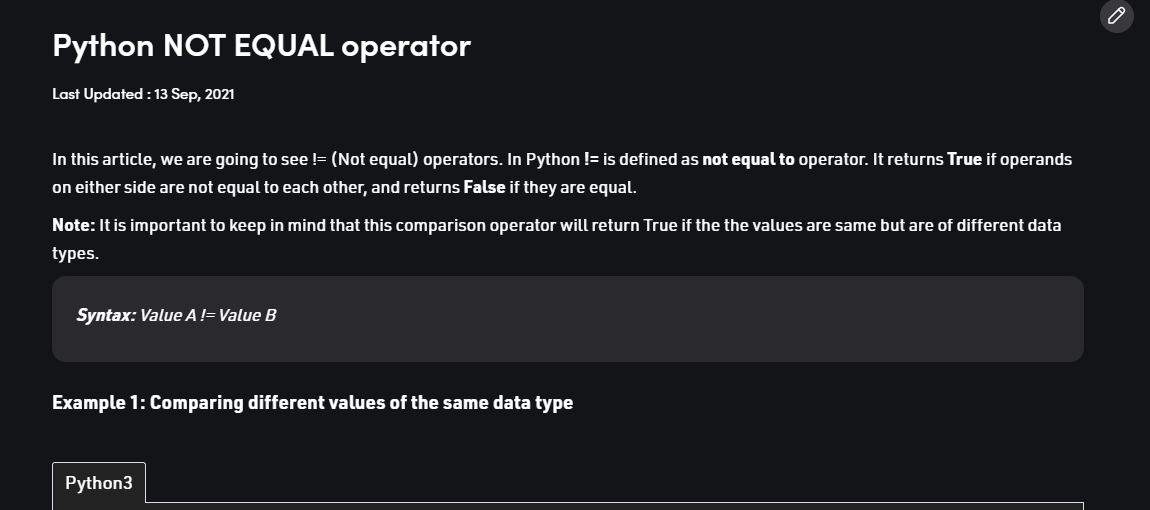 Python NOT EQUAL operator
Last Updated : 13 Sep, 2021
In this article, we are going to see != (Not equal) operators. In Python != is defined as not equal to operator. It returns True if operands
on either side are not equal to each other, and returns False if they are equal.
Note: It is important to keep in mind that this comparison operator will return True if the the values are same but are of different data
types.
Syntax: Value A != Value B
Example 1: Comparing different values of the same data type
Python3